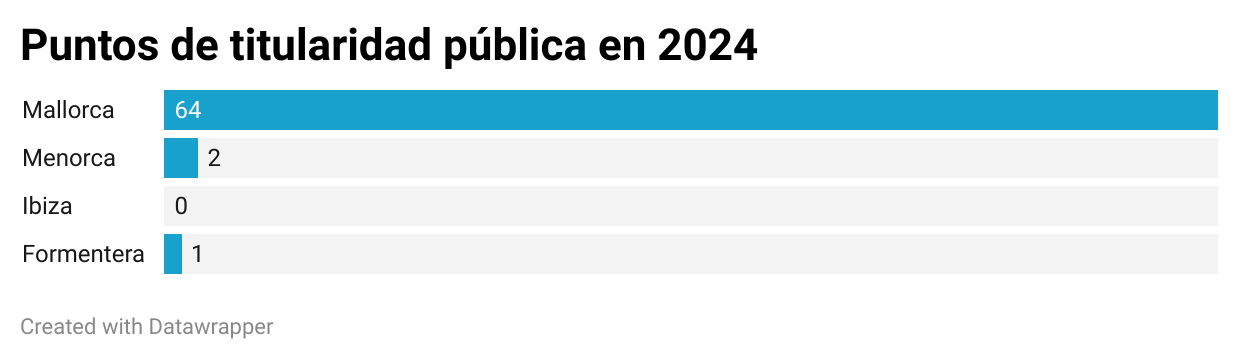 Puntos de titularidad pública en 2024
Mallorca 64
Menorca 2
Ibiza 0
Formentera 1
Created with Datawrapper